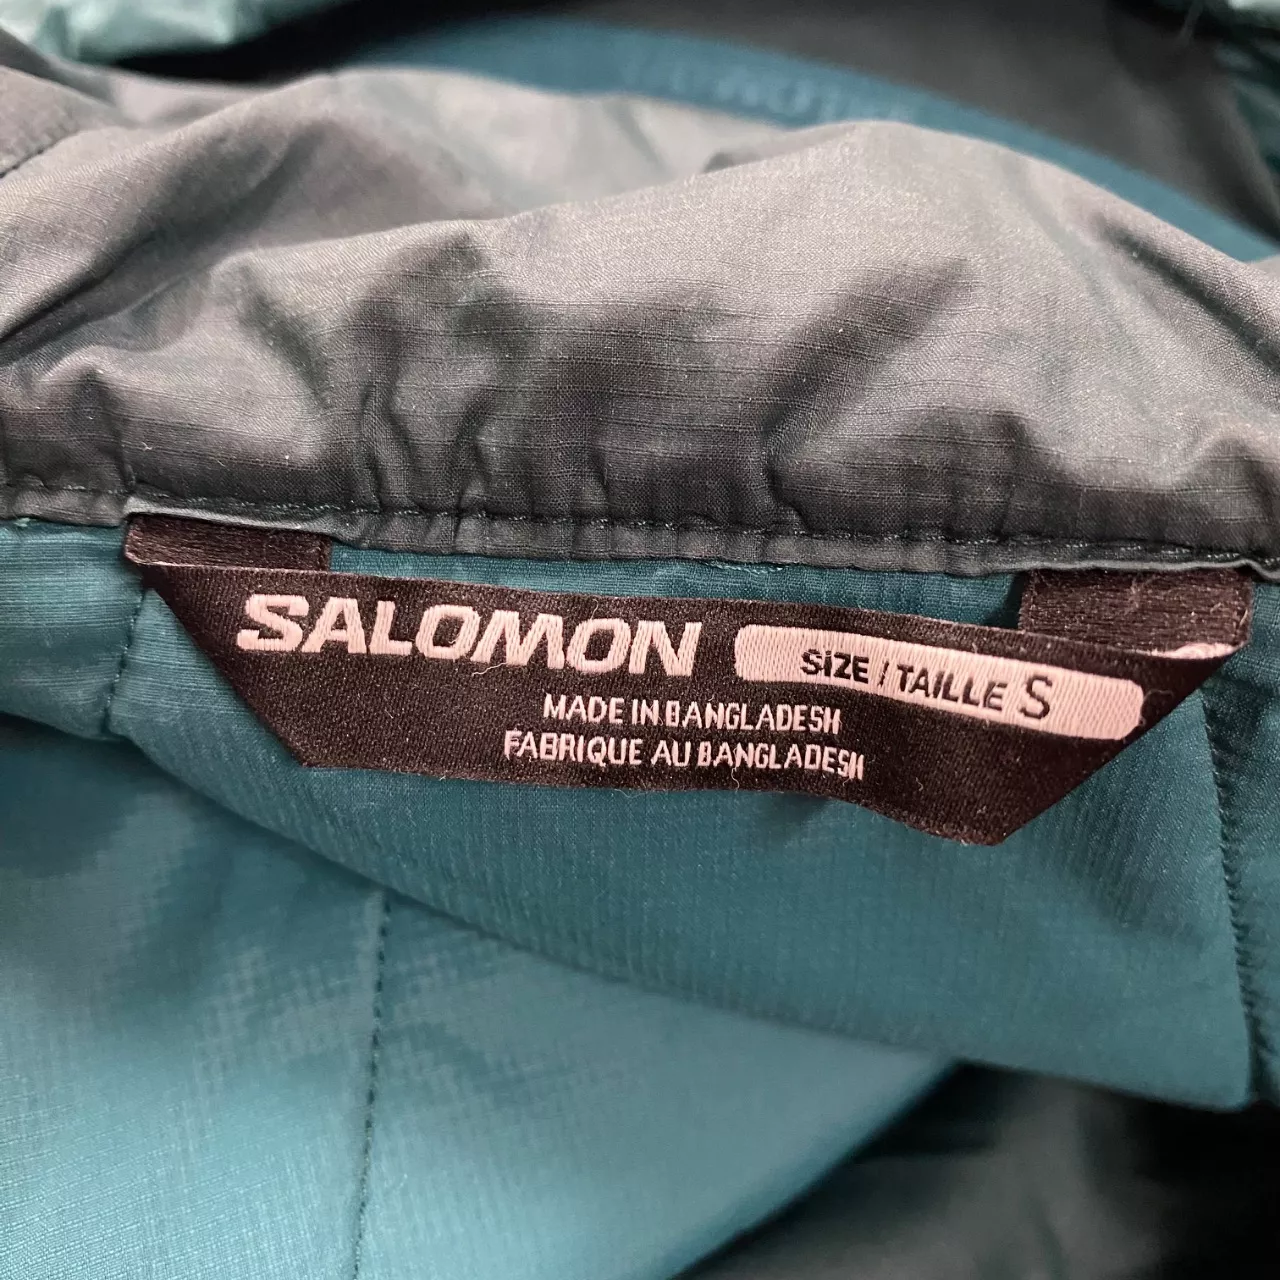 SALOMON
SIZE / TAILLE S
MADE IN BANGLADESH
FABRIQUE AU BANGLADESH